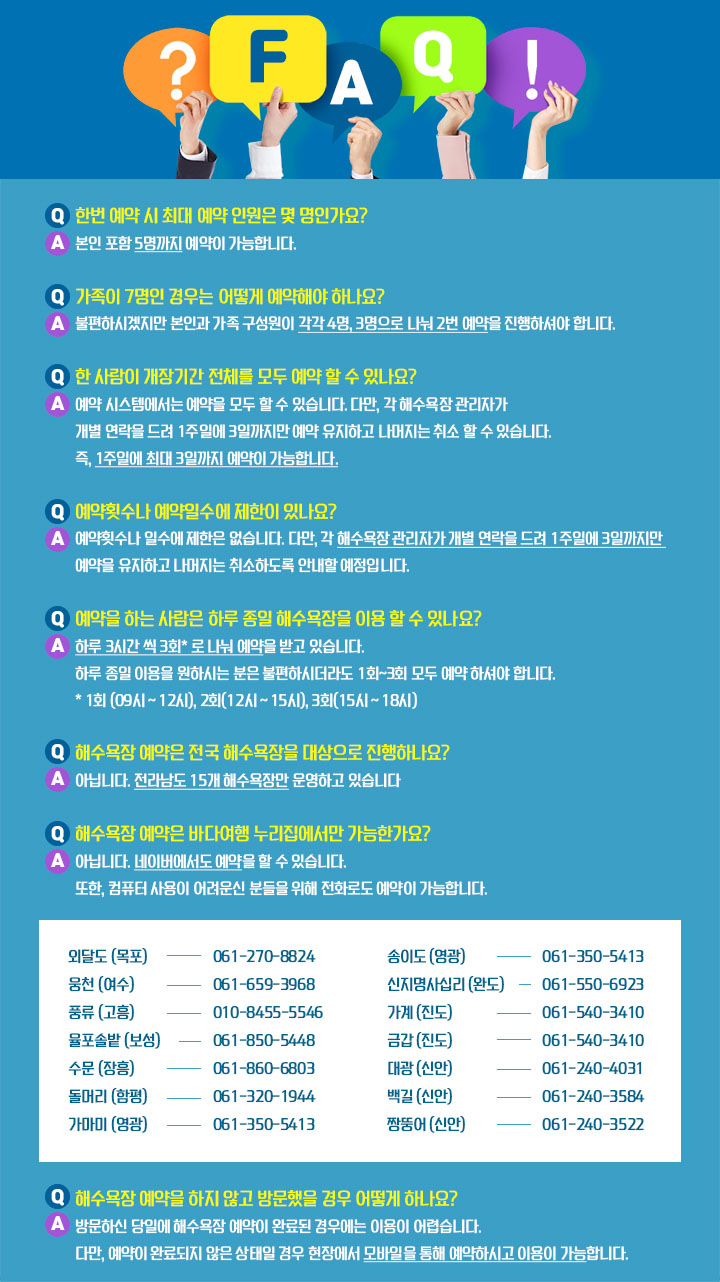 ? F A Q !
Q 한번 예약 시 최대 예약 인원은 몇 명인가요?
A 본인 포함 5명까지 예약이 가능합니다.
Q 가족이 7명인 경우는 어떻게 예약해야 하나요?
A 불편하시겠지만 본인과 가족 구성원이 각각 4명, 3명으로 나눠 2번 예약을 진행하셔야 합니다.
Q 한 사람이 개장기간 전체를 모두 예약 할 수 있나요?
A 예약 시스템에서는 예약을 모두 할 수 있습니다. 다만, 각 해수욕장 관리자가
개별 연락을 드려 1주일에 3일까지만 예약 유지하고 나머지는 취소 할 수 있습니다.
즉, 1주일에 최대 3일까지 예약이 가능합니다.
Q 예약횟수나 예약일수에 제한이 있나요?
A 예약횟수나 일수에 제한은 없습니다. 다만, 각 해수욕장 관리자가 개별 연락을 드려 1주일에 3일까지만
예약을 유지하고 나머지는 취소하도록 안내할 예정입니다.
Q 예약을 하는 사람은 하루 종일 해수욕장을 이용 할 수 있나요?
A 하루 3시간 씩 3회* 로 나눠 예약을 받고 있습니다.
하루 종일 이용을 원하시는 분은 불편하시더라도 1회~3회 모두 예약 하셔야 합니다.
* 1회 (09시 ~ 12시), 2회(12시 ~ 15시), 3회(15시 ~ 18시)
Q 해수욕장 예약은 전국 해수욕장을 대상으로 진행하나요?
A 아닙니다. 전라남도 15개 해수욕장만 운영하고 있습니다
Q 해수욕장 예약은 바다여행 누리집에서만 가능한가요?
A 아닙니다. 네이버에서도 예약을 할 수 있습니다.
또한, 컴퓨터 사용이 어려운신 분들을 위해 전화로도 예약이 가능합니다.
외달도 (목포) 061-270-8824
웅천 (여수) 061-659-3968
풍류 (고흥) 010-8455-5546
율포솔밭 (보성) 061-850-5448
수문 (장흥) 061-860-6803
돌머리 (함평) 061-320-1944
가마미 (영광) 061-350-5413
송이도 (영광) 061-350-5413
신지명사십리 (완도) 061-550-6923
가계 (진도) 061-540-3410
금갑 (진도) 061-540-3410
대광 (신안) 061-240-4031
백길 (신안) 061-240-3584
짱뚱어 (신안) 061-240-3522
Q 해수욕장 예약을 하지 않고 방문했을 경우 어떻게 하나요?
A 방문하신 당일에 해수욕장 예약이 완료된 경우에는 이용이 어렵습니다.
다만, 예약이 완료되지 않은 상태일 경우 현장에서 모바일을 통해 예약하시고 이용이 가능합니다.